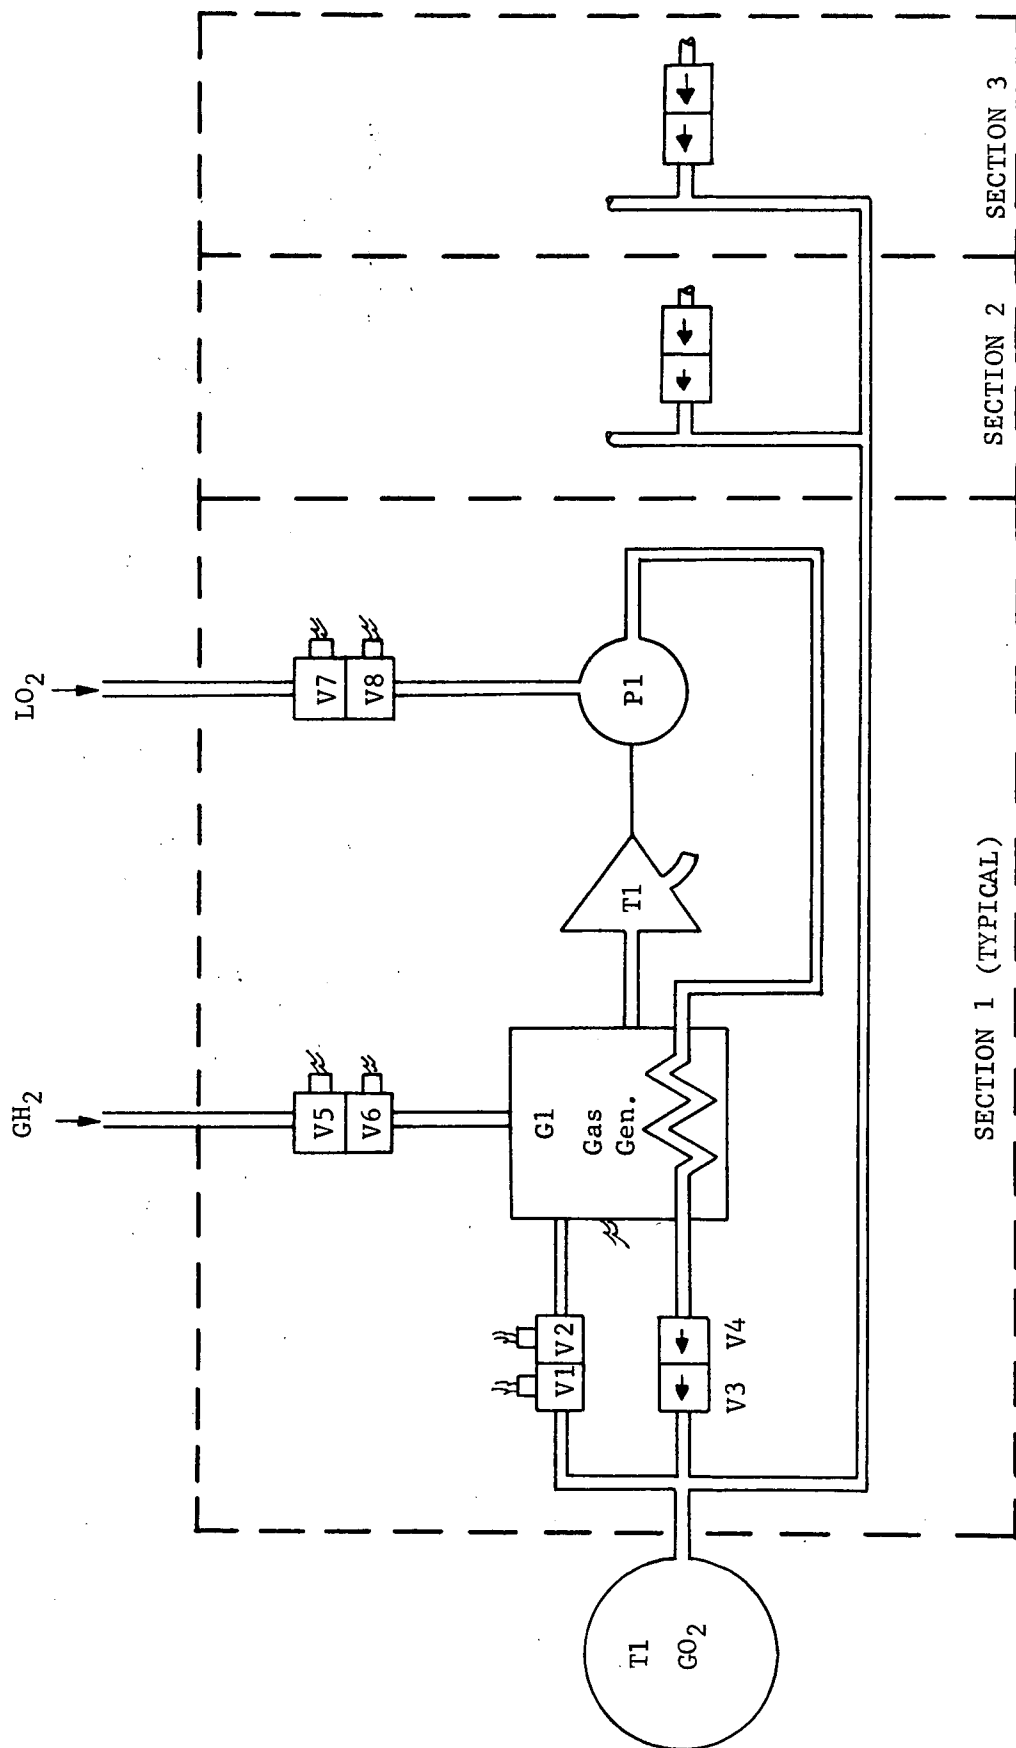 LO2
GH2
V7
V8
V5
V6
P1
T1
G1
Gas
Gen.
V1 V2
V3 V4
T1
GO2
SECTION 1 (TYPICAL)
SECTION 2
SECTION 3